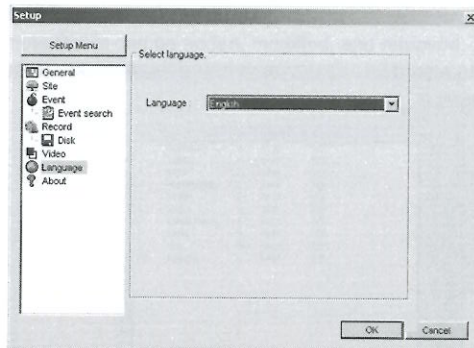 Setup
Setup Menu
General
Site
Event
Event search
Record
Disk
Video
Language
About
Select language.
Language
English
OK
Cancel